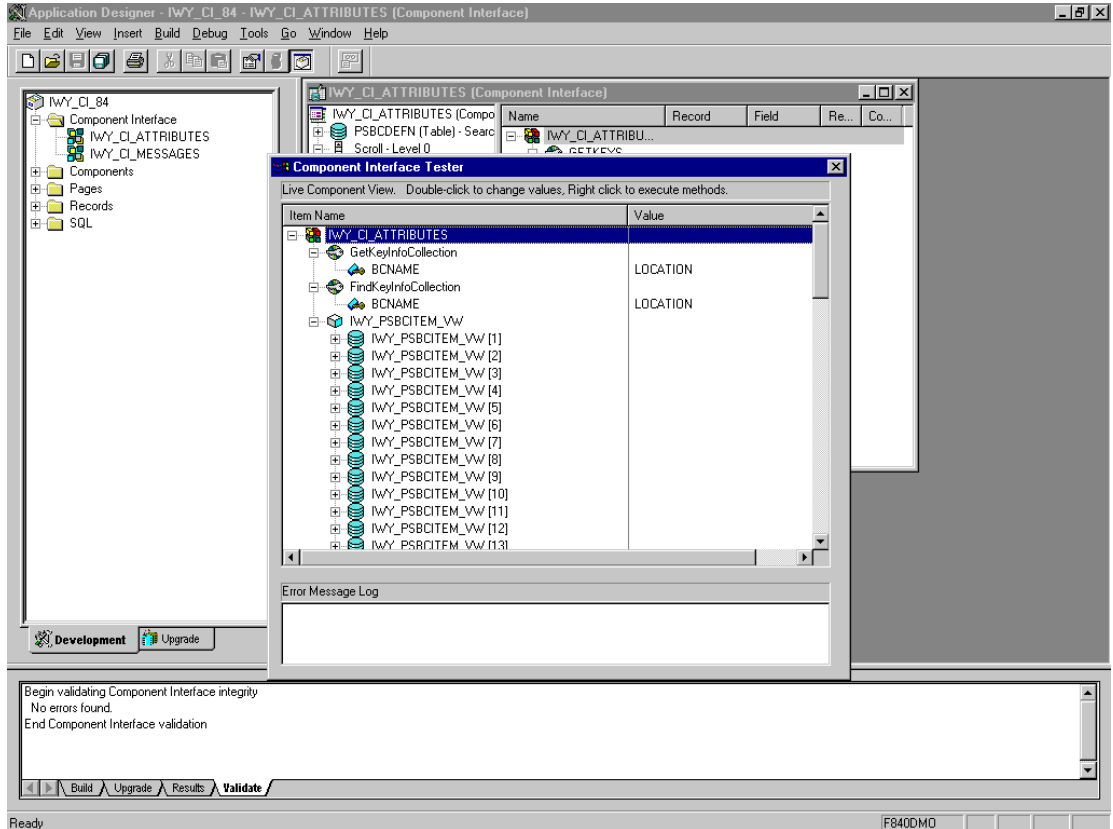 Application Designer - IWY_CI_84 - IWY_CI_ATTRIBUTES (Component Interface)
File Edit View Insert Build Debug Tools Go Window Help
IWY_CI_84
Component Interface
IWY_CI_ATTRIBUTES
IWY_CI_MESSAGES
Components
Pages
Records
SQL
Development
Upgrade
IWY_CI_ATTRIBUTES (Component Interface)
IWY_CI_ATTRIBUTES (Compo
PSBCDEFN (Table) - Searc
Scroll - Level 0
Name Record Field Re... Co...
IWY_CI_ATTRIBU...
GETKEYS
Component Interface Tester
Live Component View. Double-click to change values, Right click to execute methods.
Item Name Value
IWY_CI_ATTRIBUTES
GetKeyInfoCollection
BCNAME LOCATION
FindKeyInfoCollection
BCNAME LOCATION
IWY_PSBCITEM_VW
IWY_PSBCITEM_VW [1]
IWY_PSBCITEM_VW [2]
IWY_PSBCITEM_VW [3]
IWY_PSBCITEM_VW [4]
IWY_PSBCITEM_VW [5]
IWY_PSBCITEM_VW [6]
IWY_PSBCITEM_VW [7]
IWY_PSBCITEM_VW [8]
IWY_PSBCITEM_VW [9]
IWY_PSBCITEM_VW [10]
IWY_PSBCITEM_VW [11]
IWY_PSBCITEM_VW [12]
IWY_PSBCITEM_VW [13]
Error Message Log
Begin validating Component Interface integrity
No errors found.
End Component Interface validation
Build Upgrade Results Validate
Ready F840DMO